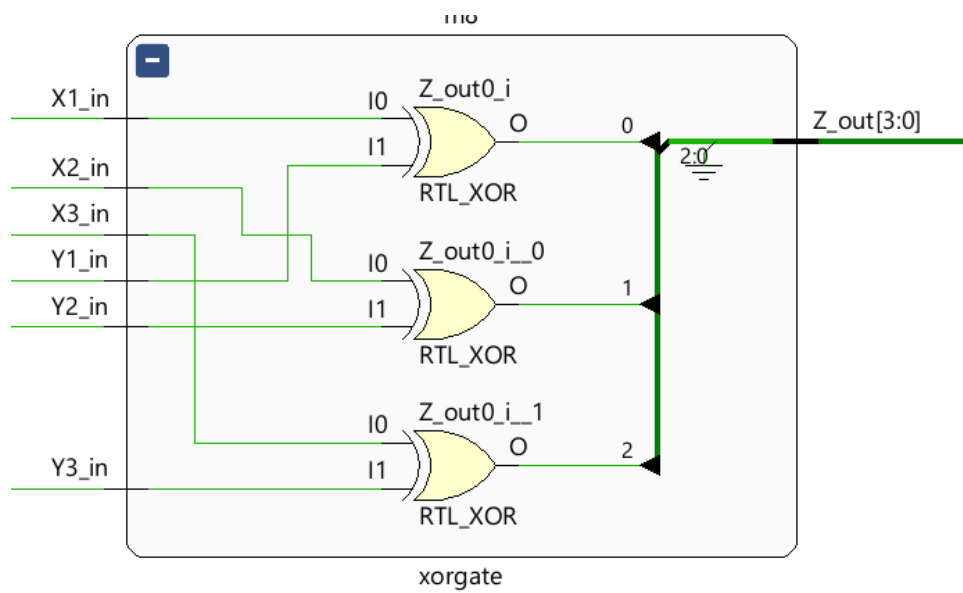 m8
X1_in
I0
Z_out0_i
O
0
Z_out[3:0]
I1
2:0
X2_in
RTL_XOR
X3_in
Y1_in
I0
Z_out0_i__0
O
1
Y2_in
I1
RTL_XOR
I0
Z_out0_i__1
O
2
Y3_in
I1
RTL_XOR
xorgate